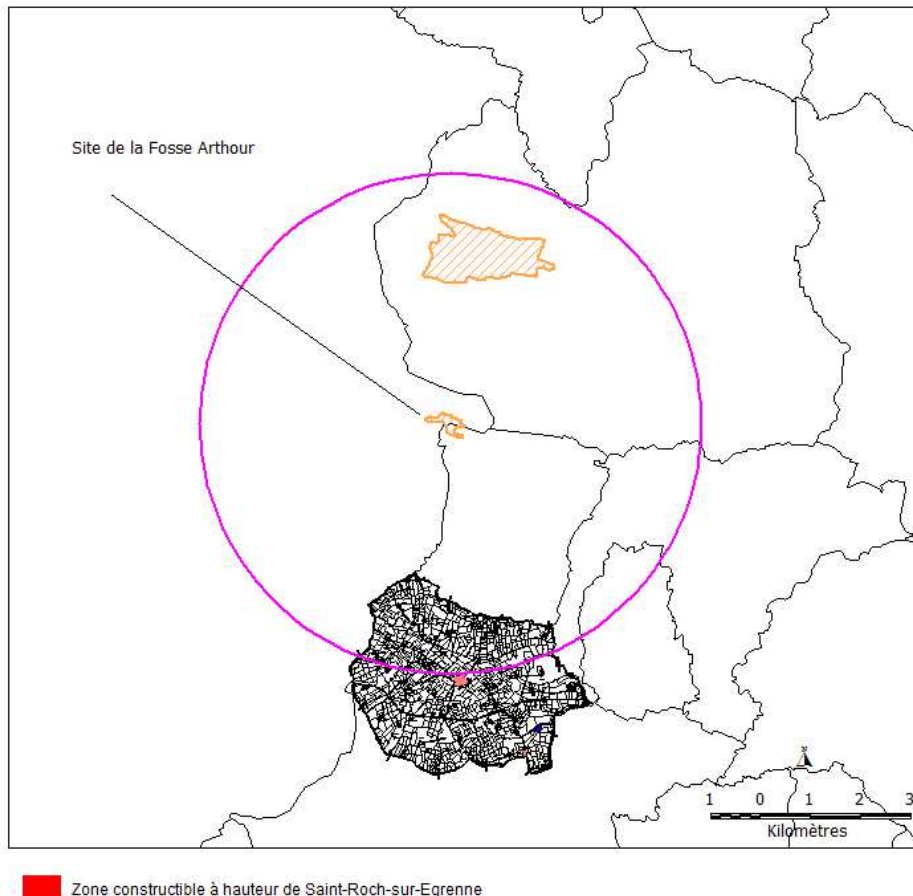 Site de la Fosse Arthour
N
1 0 1 2 3
Kilomètres
Zone constructible à hauteur de Saint-Roch-sur-Egrenne